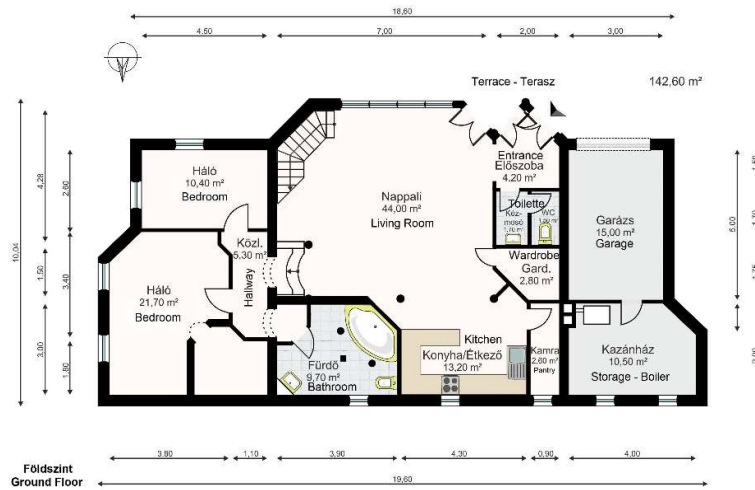 18,60
4,50
7,00
2,00
3,00
Terrace - Terasz
142,60 m²
Háló
10,40 m²
Bedroom
Entrance
Előszoba
4,20 m²
Nappali
44,00 m²
Living Room
Toilette
Kéz-
mosó
WC
Garázs
15,00 m²
Garage
Közl.
5,30 m²
Hallway
Wardrobe
Gard.
2,80 m²
Háló
21,70 m²
Bedroom
Kitchen
Konyha/Étkező
13,20 m²
Kamra
2,60 m²
Pantry
Kazánház
10,50 m²
Storage - Boiler
Fürdő
9,70 m²
Bathroom
10,04
4,28
1,50
3,00
2,60
3,40
1,80
5,00
3,80
1,10
3,90
4,30
0,90
4,00
19,60
Földszint
Ground Floor